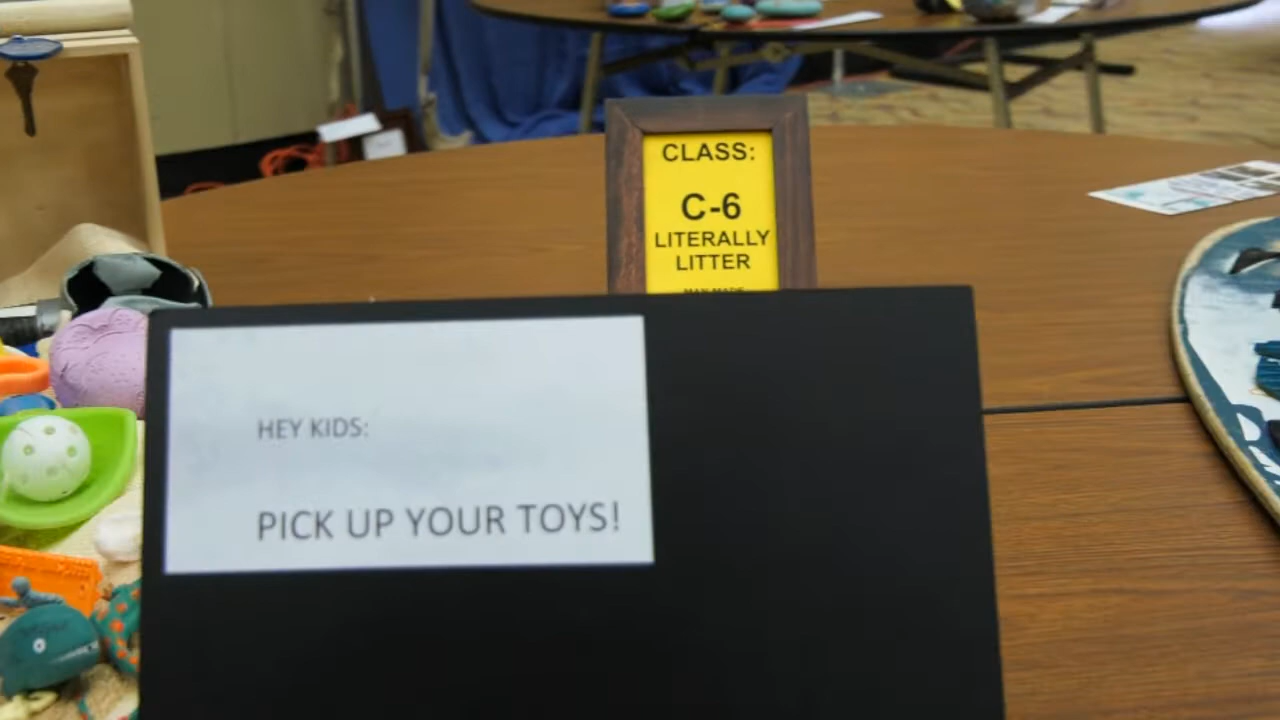 CLASS:
C-6
LITERALLY
LITTER
HEY KIDS:
PICK UP YOUR TOYS!